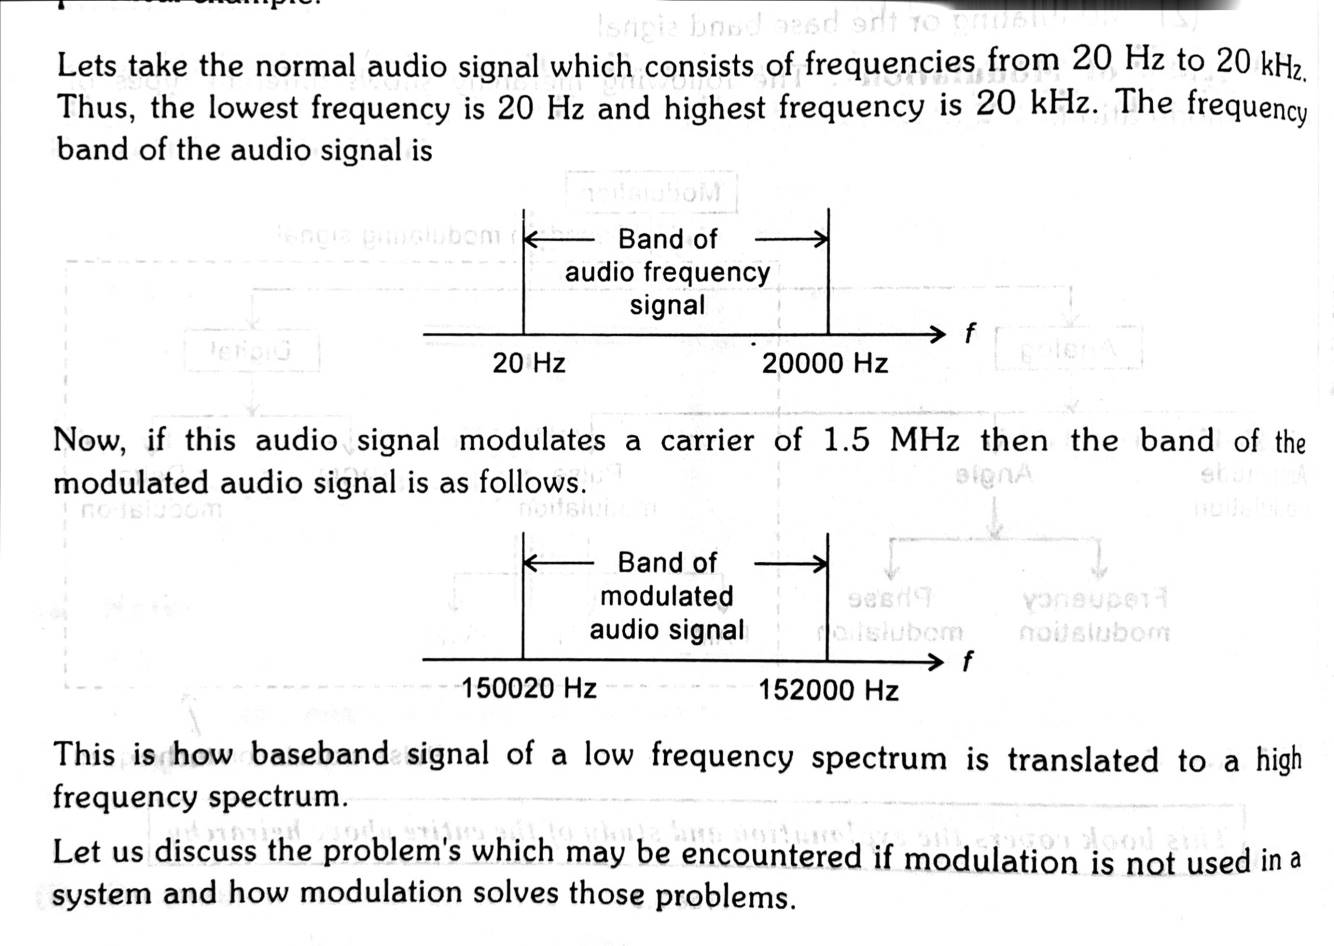 Lets take the normal audio signal which consists of frequencies from 20 Hz to 20 kHz.
Thus, the lowest frequency is 20 Hz and highest frequency is 20 kHz. The frequency
band of the audio signal is
Band of
audio frequency
signal
f
20 Hz
20000 Hz
Now, if this audio signal modulates a carrier of 1.5 MHz then the band of the
modulated audio signal is as follows.
Band of
modulated
audio signal
f
150020 Hz
152000 Hz
This is how baseband signal of a low frequency spectrum is translated to a high
frequency spectrum.
Let us discuss the problem's which may be encountered if modulation is not used in a
system and how modulation solves those problems.